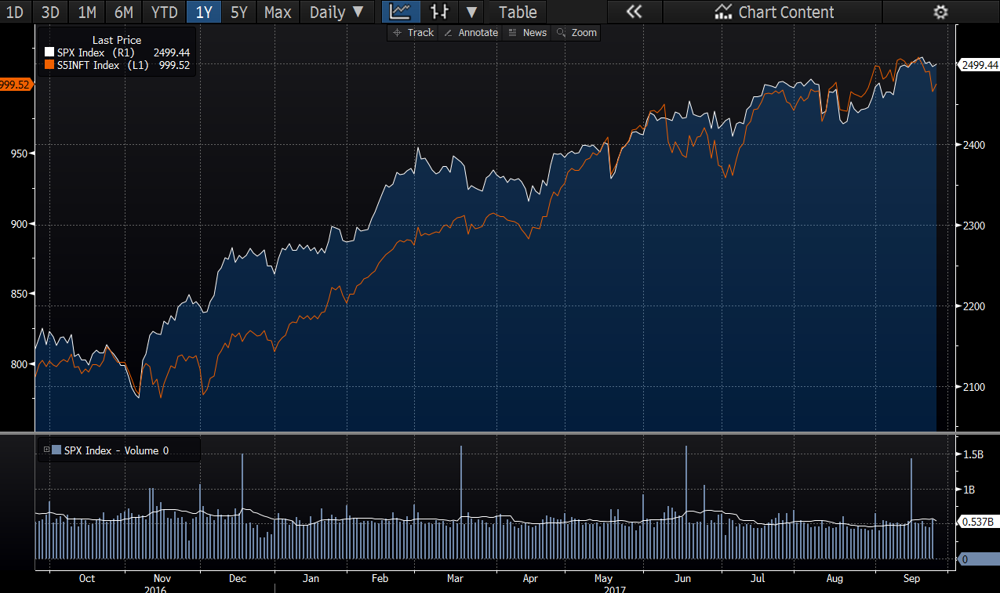 1D 3D 1M 6M YTD 1Y 5Y Max Daily ▼ ▼ Table « Chart Content
Track Annotate News Zoom
Last Price
SPX Index (R1) 2499.44
S5INFT Index (L1) 999.52
2499.44
999.52
950
2400
900
2300
850
2200
800
2100
SPX Index - Volume 0
1.5B
1B
0.537B
0
Oct Nov Dec Jan Feb Mar Apr May Jun Jul Aug Sep
2016 2017